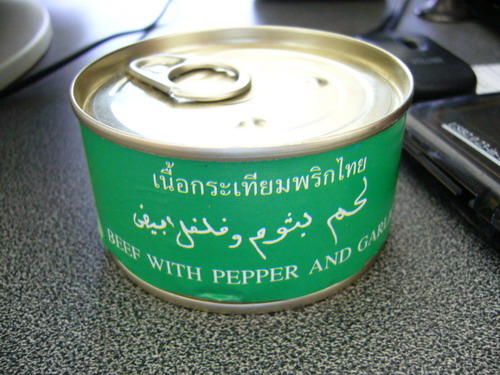 เนื้อกระเทียมพริกไทย
لحم بثوم وفلفل ابيض
BEEF WITH PEPPER AND